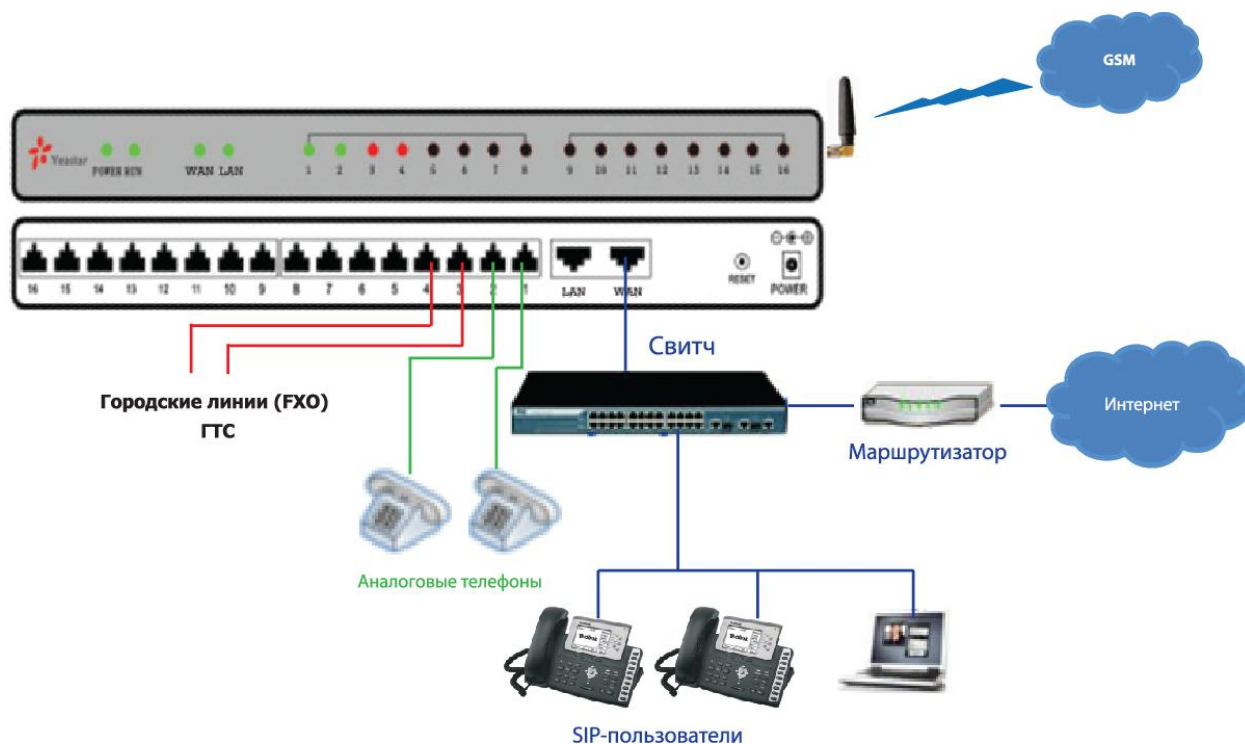 GSM
Yeastar
POWER RUN
WAN LAN
1 2 3 4 5 6 7 8
9 10 11 12 13 14 15 16
16 15 14 13 12 11 10 9
8 7 6 5 4 3 2 1
LAN WAN
RESET
POWER
Свитч
Городские линии (FXO)
ГТС
Интернет
Маршрутизатор
Аналоговые телефоны
SIP-пользователи